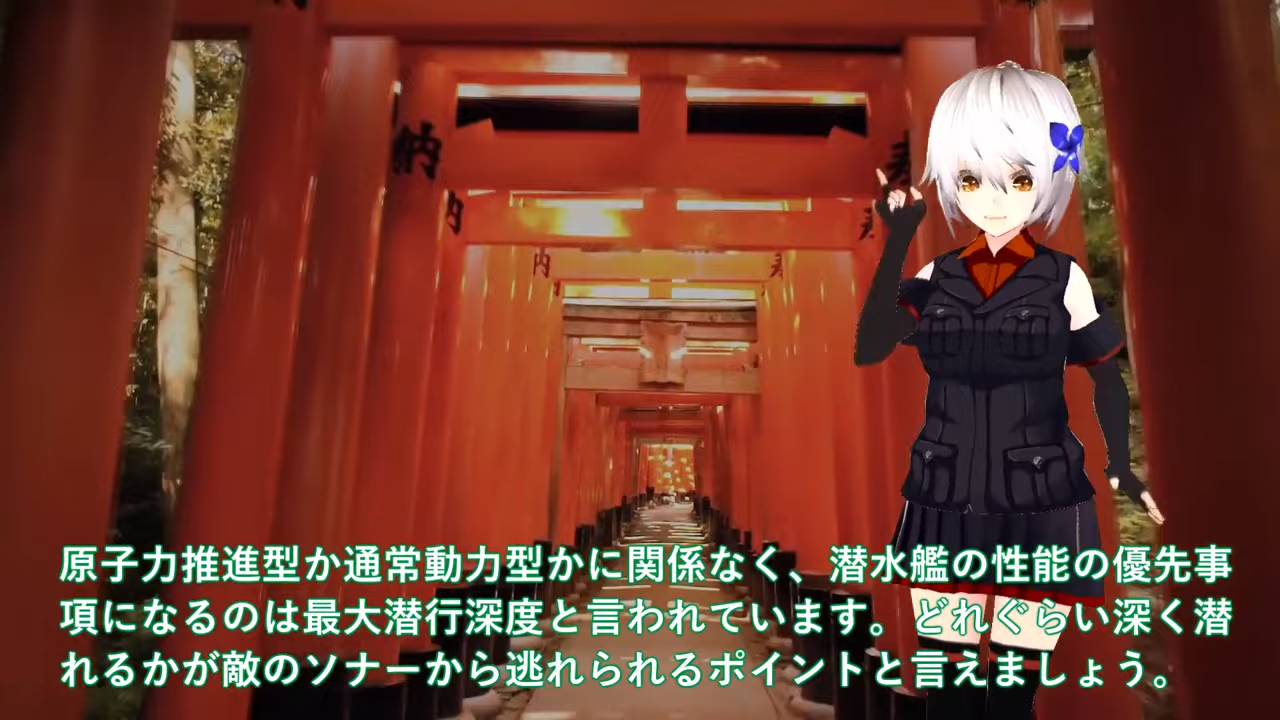 納
内
内
原子力推進型か通常動力型かに関係なく、潜水艦の性能の優先事
項になるのは最大潜行深度と言われています。どれぐらい深く潜
れるかが敵のソナーから逃れられるポイントと言えましょう。